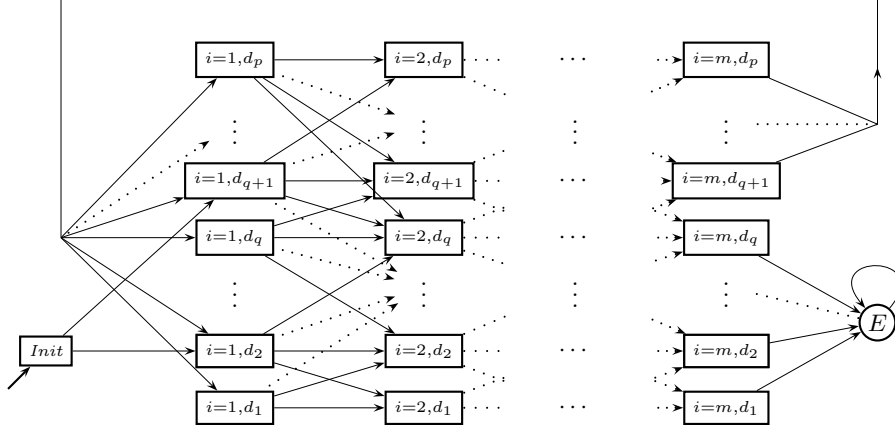 i=1,d_p i=2,d_p ··· i=m,d_p
i=1,d_{q+1} i=2,d_{q+1} ··· i=m,d_{q+1}
i=1,d_q i=2,d_q ··· i=m,d_q
E
Init i=1,d_2 i=2,d_2 ··· i=m,d_2
i=1,d_1 i=2,d_1 ··· i=m,d_1